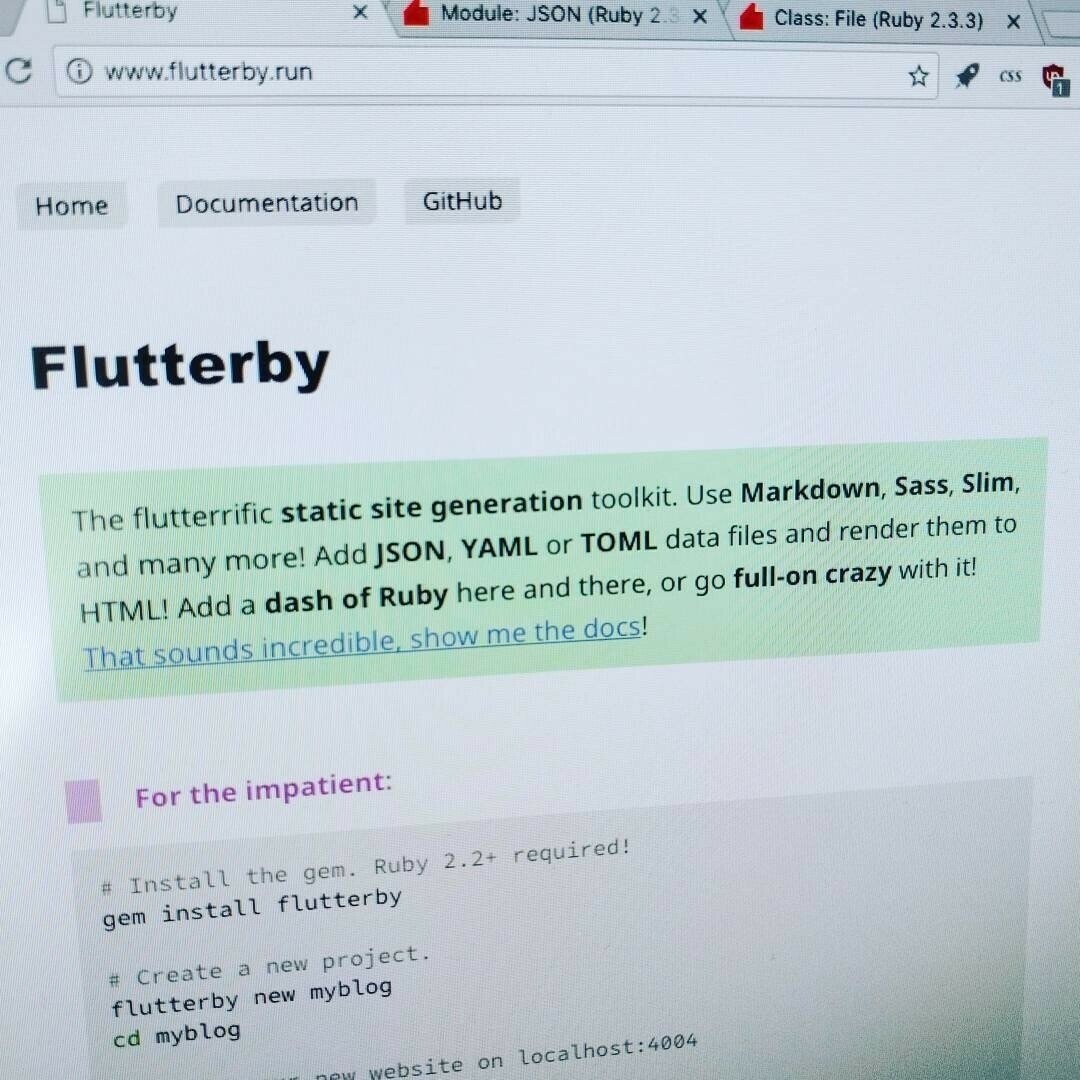 Flutterby
Module: JSON (Ruby 2.3
Class: File (Ruby 2.3.3)
www.flutterby.run
css
1
Home
Documentation
GitHub
Flutterby
The flutterrific static site generation toolkit. Use Markdown, Sass, Slim,
and many more! Add JSON, YAML or TOML data files and render them to
HTML! Add a dash of Ruby here and there, or go full-on crazy with it!
That sounds incredible, show me the docs!
For the impatient:
# Install the gem. Ruby 2.2+ required!
gem install flutterby
# Create a new project.
flutterby new myblog
cd myblog
new website on localhost:4004